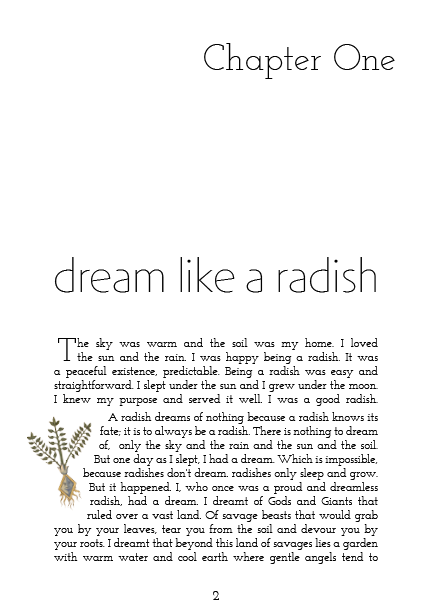 Chapter One
dream like a radish
The sky was warm and the soil was my home. I loved
the sun and the rain. I was happy being a radish. It was
a peaceful existence, predictable. Being a radish was easy and
straightforward. I slept under the sun and I grew under the moon.
I knew my purpose and served it well. I was a good radish.
A radish dreams of nothing because a radish knows its
fate; it is to always be a radish. There is nothing to dream
of, only the sky and the rain and the sun and the soil.
But one day as I slept, I had a dream. Which is impossible,
because radishes don't dream. radishes only sleep and grow.
But it happened. I, who once was a proud and dreamless
radish, had a dream. I dreamt of Gods and Giants that
ruled over a vast land. Of savage beasts that would grab
you by your leaves, tear you from the soil and devour you by
your roots. I dreamt that beyond this land of savages lies a garden
with warm water and cool earth where gentle angels tend to
2